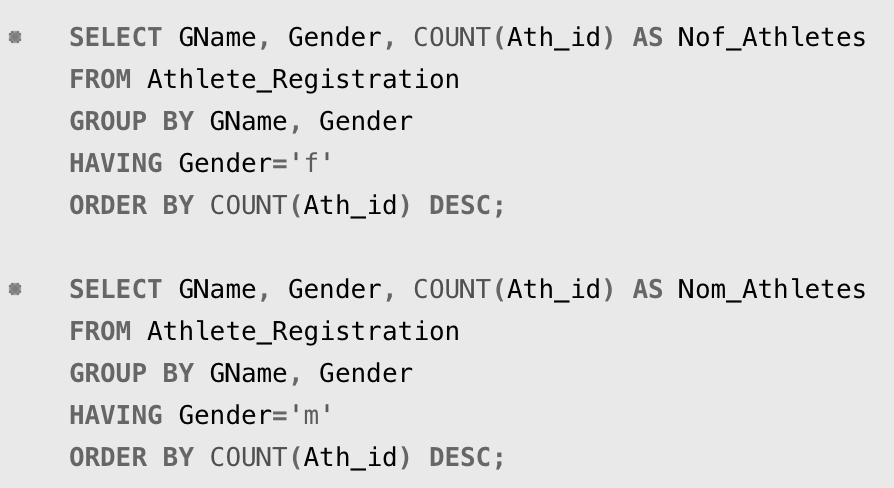 SELECT GName, Gender, COUNT(Ath_id) AS Nof_Athletes
FROM Athlete_Registration
GROUP BY GName, Gender
HAVING Gender='f'
ORDER BY COUNT(Ath_id) DESC;
SELECT GName, Gender, COUNT(Ath_id) AS Nom_Athletes
FROM Athlete_Registration
GROUP BY GName, Gender
HAVING Gender='m'
ORDER BY COUNT(Ath_id) DESC;